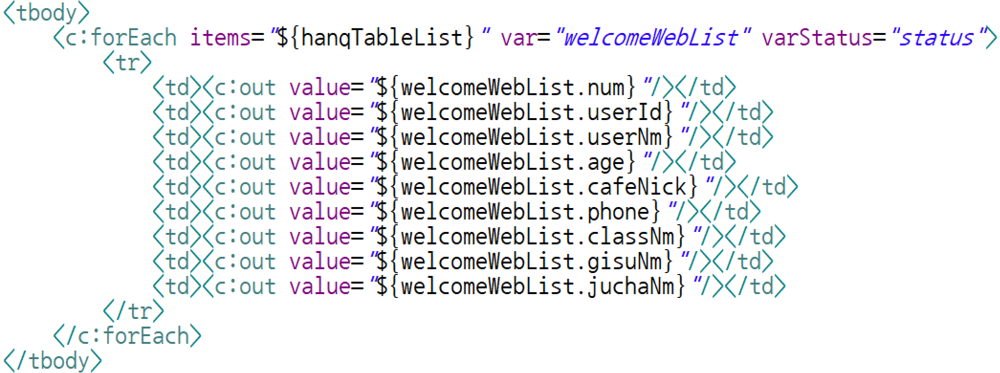 <tbody>
<c:forEach items="${hanqTableList}" var="welcomeWebList" varStatus="status">
<tr>
<td><c:out value="${welcomeWebList.num}"/></td>
<td><c:out value="${welcomeWebList.userId}"/></td>
<td><c:out value="${welcomeWebList.userNm}"/></td>
<td><c:out value="${welcomeWebList.age}"/></td>
<td><c:out value="${welcomeWebList.cafeNick}"/></td>
<td><c:out value="${welcomeWebList.phone}"/></td>
<td><c:out value="${welcomeWebList.classNm}"/></td>
<td><c:out value="${welcomeWebList.gisuNm}"/></td>
<td><c:out value="${welcomeWebList.juchaNm}"/></td>
</tr>
</c:forEach>
</tbody>